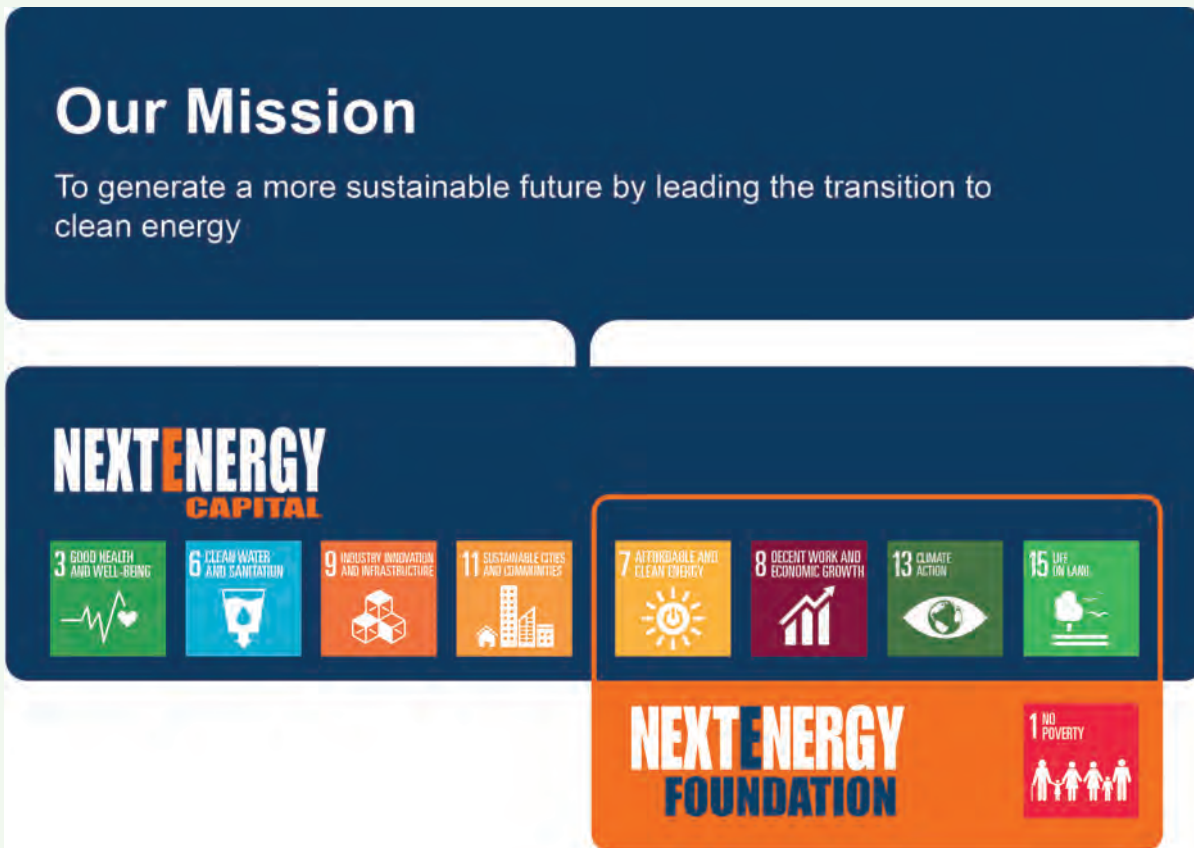 Our Mission
To generate a more sustainable future by leading the transition to
clean energy
NEXTENERGY
CAPITAL
3 GOOD HEALTH
AND WELL-BEING
6 CLEAN WATER
AND SANITATION
9 INDUSTRY INNOVATION
AND INFRASTRUCTURE
11 SUSTAINABLE CITIES
AND COMMUNITIES
7 AFFORDABLE AND
CLEAN ENERGY
8 DECENT WORK AND
ECONOMIC GROWTH
13 CLIMATE
ACTION
15 LIFE
ON LAND
NEXTENERGY
FOUNDATION
1 NO
POVERTY